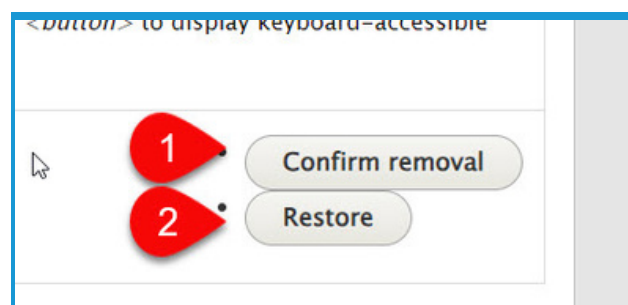 <button> to display keyboard-accessible
1
Confirm removal
2
Restore